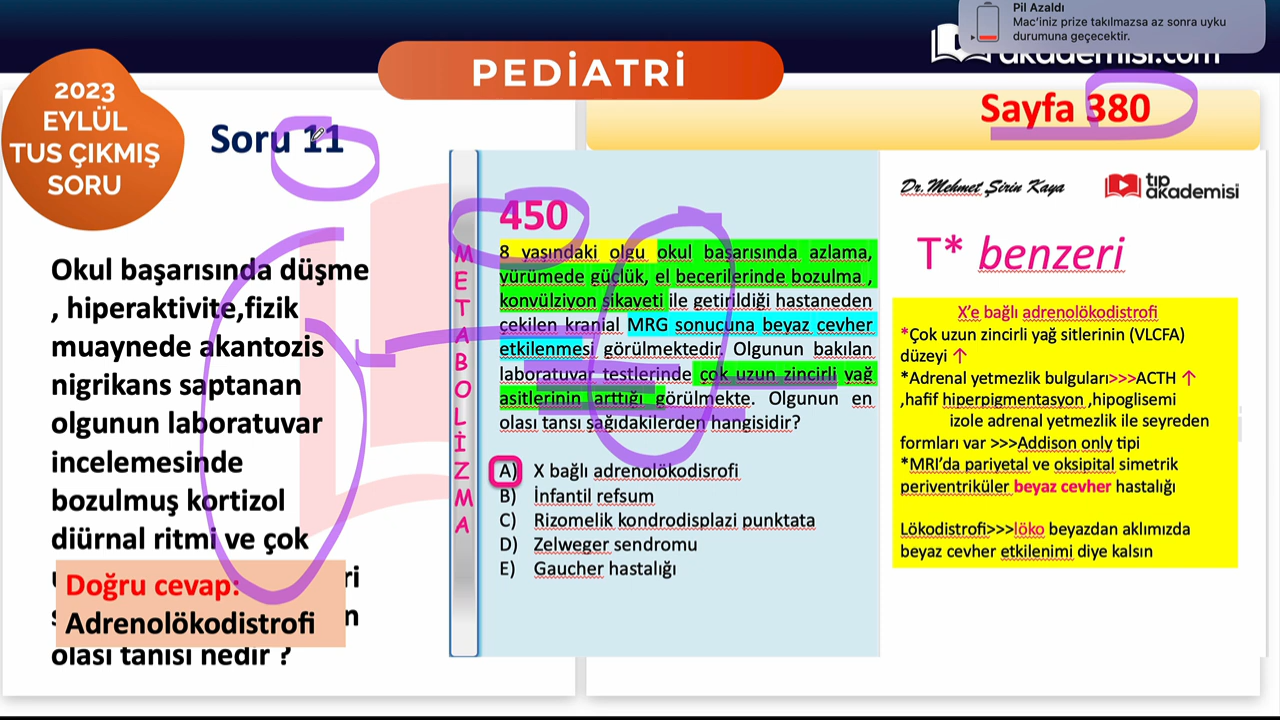 Pil Azaldı
Mac'iniz prize takılmazsa az sonra uyku
durumuna geçecektir.
akademisi.com
PEDİATRİ
2023
EYLÜL
TUS ÇIKMIŞ
SORU
Soru 11
Okul başarısında düşme
, hiperaktivite,fizik
muaynede akantozis
nigrikans saptanan
olgunun laboratuvar
incelemesinde
bozulmuş kortizol
diürnal ritmi ve çok
Doğru cevap:
Adrenolökodistrofi
olası tanısı nedir ?
Sayfa 380
METABOLİZMA
450
8 yaşındaki olgu okul başarısında azlama,
yürümede güçlük, el becerilerinde bozulma ,
konvülziyon şikayeti ile getirildiği hastaneden
çekilen kranial MRG sonucuna beyaz cevher
etkilenmesi görülmektedir. Olgunun bakılan
laboratuvar testlerinde çok uzun zincirli yağ
asitlerinin arttığı görülmekte. Olgunun en
olası tansı şağıdakilerden hangisidir?
A) X bağlı adrenolökodisrofi
B) İnfantil refsum
C) Rizomelik kondrodisplazi punktata
D) Zelweger sendromu
E) Gaucher hastalığı
Dr. Mehmet Şirin Kaya
tıp
akademisi
T* benzeri
X'e bağlı adrenolökodistrofi
*Çok uzun zincirli yağ sitlerinin (VLCFA)
düzeyi ↑
*Adrenal yetmezlik bulguları>>>ACTH ↑
,hafif hiperpigmentasyon ,hipoglisemi
izole adrenal yetmezlik ile seyreden
formları var >>>Addison only tipi
*MRI'da pariyetal ve oksipital simetrik
periventriküler beyaz cevher hastalığı
Lökodistrofi>>>löko beyazdan aklımızda
beyaz cevher etkilenimi diye kalsın